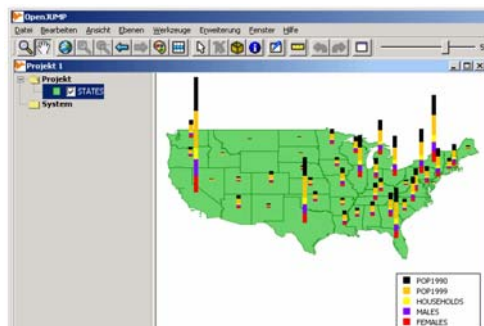 OpenJUMP
Datei Bearbeiten Ansicht Ebenen Werkzeuge Erweiterung Fenster Hilfe
Projekt 1
Projekt
STATES
System
POP1990
POP1999
HOUSEHOLDS
MALES
FEMALES